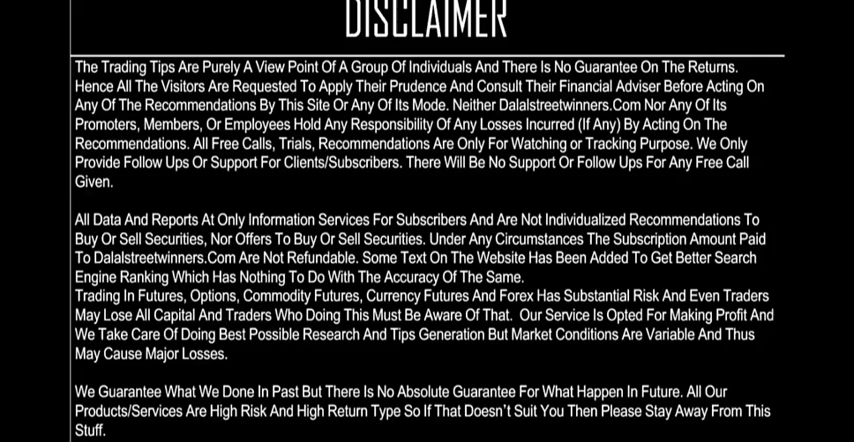 DISCLAIMER
The Trading Tips Are Purely A View Point Of A Group Of Individuals And There Is No Guarantee On The Returns.
Hence All The Visitors Are Requested To Apply Their Prudence And Consult Their Financial Adviser Before Acting On
Any Of The Recommendations By This Site Or Any Of Its Mode. Neither Dalalstreetwinners.Com Nor Any Of Its
Promoters, Members, Or Employees Hold Any Responsibility Of Any Losses Incurred (If Any) By Acting On The
Recommendations. All Free Calls, Trials, Recommendations Are Only For Watching or Tracking Purpose. We Only
Provide Follow Ups Or Support For Clients/Subscribers. There Will Be No Support Or Follow Ups For Any Free Call
Given.
All Data And Reports At Only Information Services For Subscribers And Are Not Individualized Recommendations To
Buy Or Sell Securities, Nor Offers To Buy Or Sell Securities. Under Any Circumstances The Subscription Amount Paid
To Dalalstreetwinners.Com Are Not Refundable. Some Text On The Website Has Been Added To Get Better Search
Engine Ranking Which Has Nothing To Do With The Accuracy Of The Same.
Trading In Futures, Options, Commodity Futures, Currency Futures And Forex Has Substantial Risk And Even Traders
May Lose All Capital And Traders Who Doing This Must Be Aware Of That. Our Service Is Opted For Making Profit And
We Take Care Of Doing Best Possible Research And Tips Generation But Market Conditions Are Variable And Thus
May Cause Major Losses.
We Guarantee What We Done In Past But There Is No Absolute Guarantee For What Happen In Future. All Our
Products/Services Are High Risk And High Return Type So If That Doesn't Suit You Then Please Stay Away From This
Stuff.